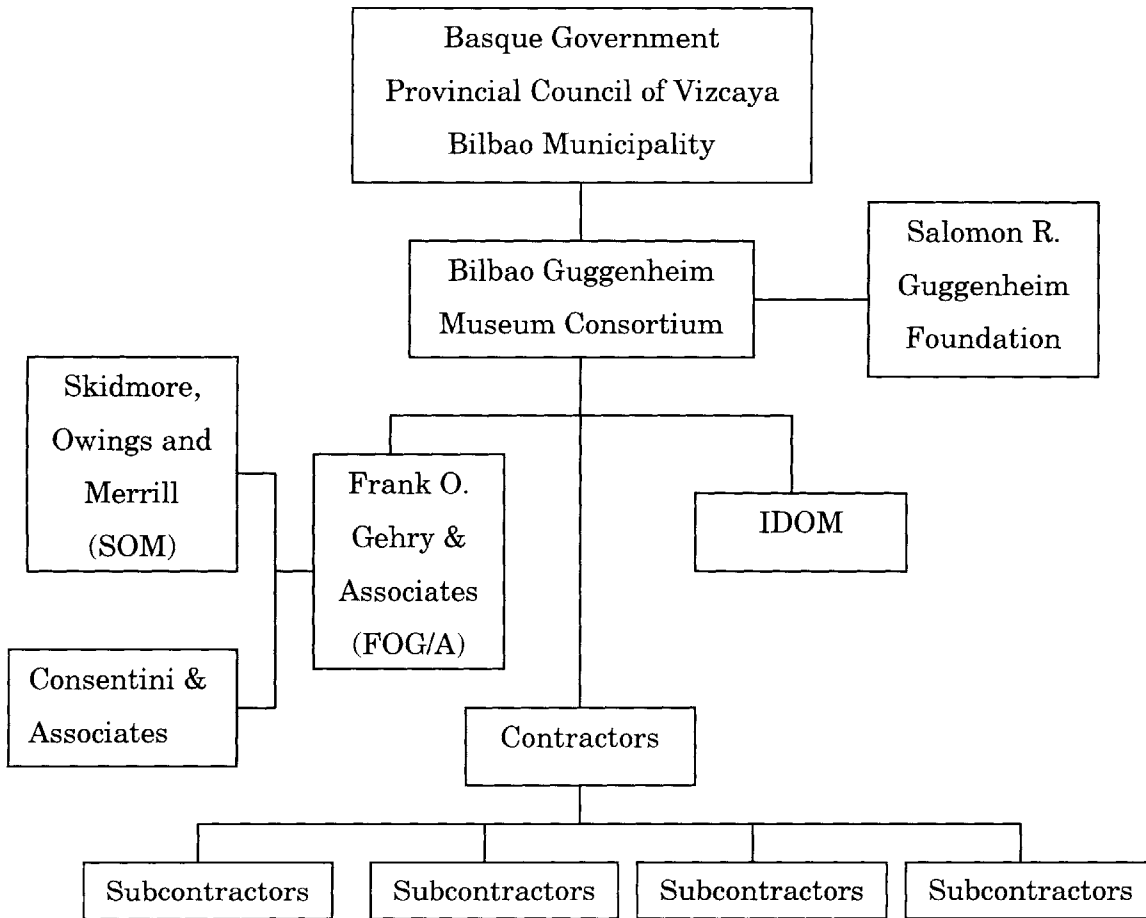 Basque Government
Provincial Council of Vizcaya
Bilbao Municipality
Bilbao Guggenheim
Museum Consortium
Salomon R.
Guggenheim
Foundation
Skidmore,
Owings and
Merrill
(SOM)
Frank O.
Gehry &
Associates
(FOG/A)
IDOM
Consentini &
Associates
Contractors
Subcontractors
Subcontractors
Subcontractors
Subcontractors